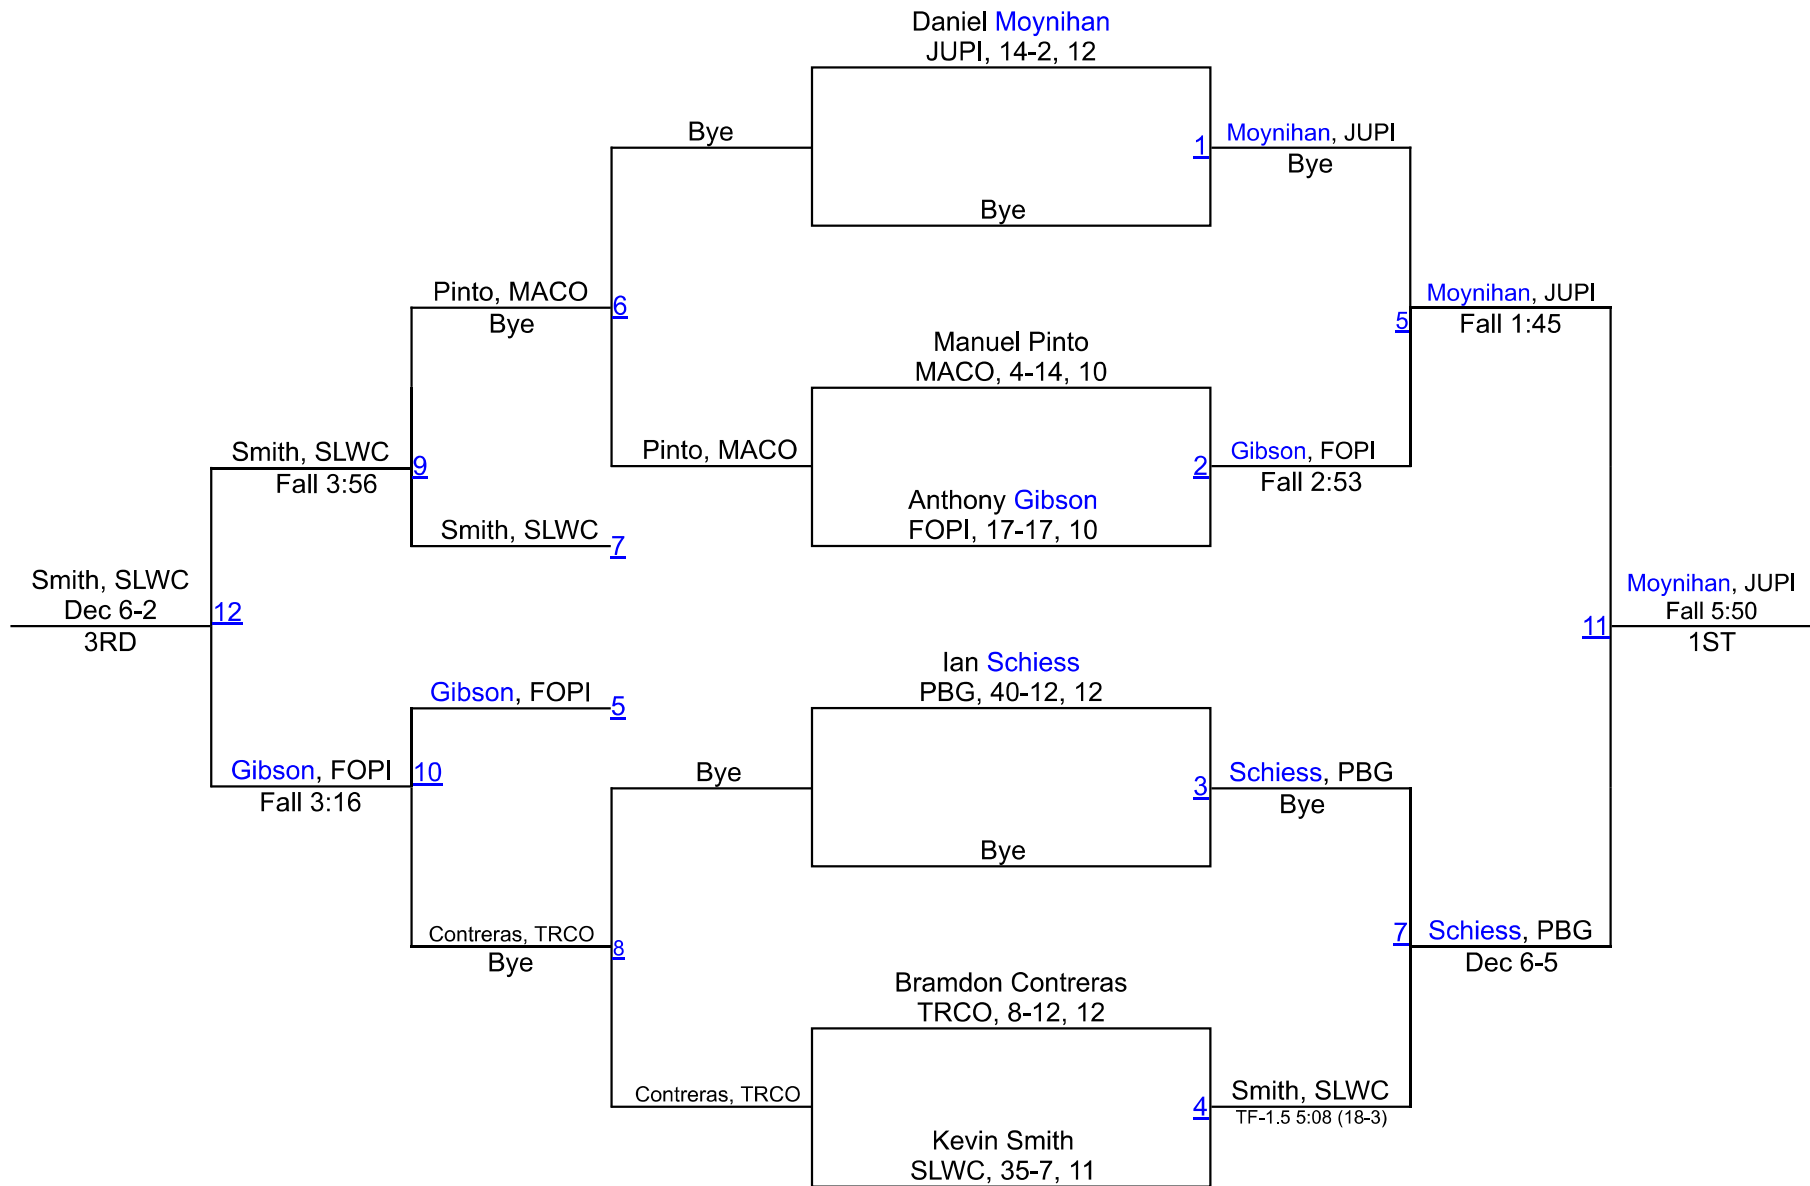 Daniel Moynihan
JUPI, 14-2, 12
Bye
1
Moynihan, JUPI
Bye
Bye
Pinto, MACO
Bye
6
Moynihan, JUPI
Fall 1:45
5
Manuel Pinto
MACO, 4-14, 10
Smith, SLWC
Fall 3:56
9
Pinto, MACO
2
Gibson, FOPI
Fall 2:53
Anthony Gibson
FOPI, 17-17, 10
Smith, SLWC
7
Smith, SLWC
Dec 6-2
3RD
12
Moynihan, JUPI
Fall 5:50
1ST
11
Ian Schiess
PBG, 40-12, 12
Gibson, FOPI
5
Gibson, FOPI
Fall 3:16
10
Bye
3
Schiess, PBG
Bye
Bye
Contreras, TRCO
Bye
8
7
Schiess, PBG
Dec 6-5
Bramdon Contreras
TRCO, 8-12, 12
Contreras, TRCO
4
Smith, SLWC
TF-1.5 5:08 (18-3)
Kevin Smith
SLWC, 35-7, 11